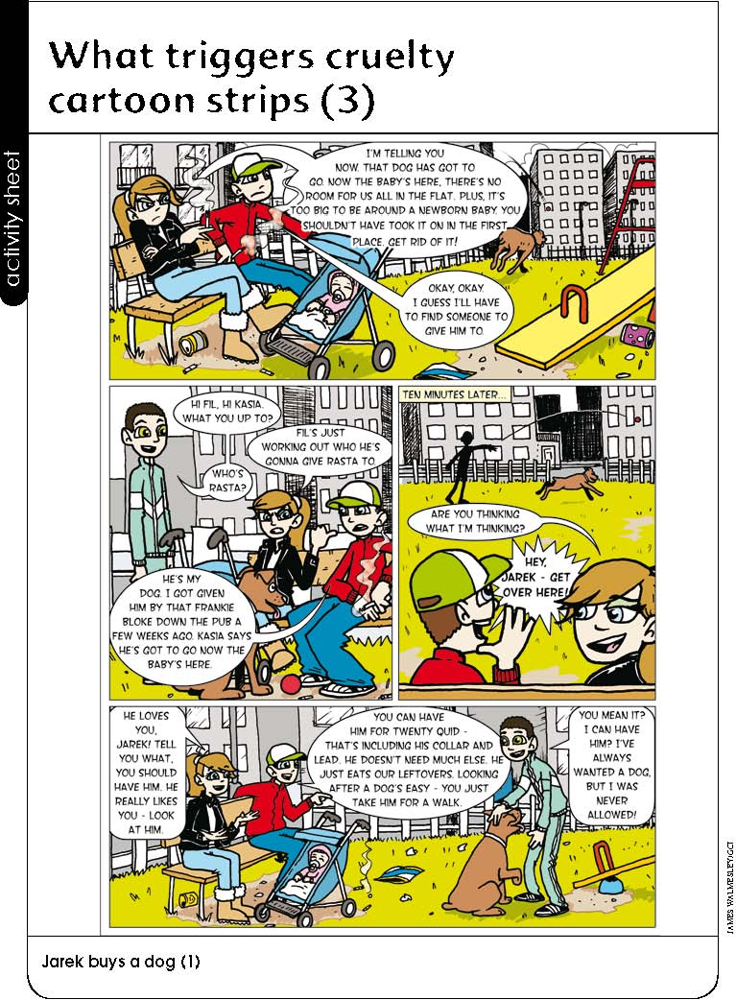 What triggers cruelty
cartoon strips (3)
activity sheet
I'M TELLING YOU
NOW. THAT DOG HAS GOT TO
GO. NOW THE BABY'S HERE, THERE'S NO
ROOM FOR US ALL IN THE FLAT. PLUS, IT'S
TOO BIG TO BE AROUND A NEWBORN BABY. YOU
SHOULDN'T HAVE TOOK IT ON IN THE FIRST
PLACE. GET RID OF IT!
OKAY, OKAY.
I GUESS I'LL HAVE
TO FIND SOMEONE TO
GIVE HIM TO.
HI FIL, HI KASIA.
WHAT YOU UP TO?
FIL'S JUST
WORKING OUT WHO HE'S
GONNA GIVE RASTA TO.
WHO'S
RASTA?
HE'S MY
DOG. I GOT GIVEN
HIM BY THAT FRANKIE
BLOKE DOWN THE PUB A
FEW WEEKS AGO. KASIA SAYS
HE'S GOT TO GO NOW THE
BABY'S HERE.
TEN MINUTES LATER...
ARE YOU THINKING
WHAT I'M THINKING?
HEY,
JAREK - GET
OVER HERE!
HE LOVES
YOU,
JAREK! TELL
YOU WHAT,
YOU SHOULD
HAVE HIM. HE
REALLY LIKES
YOU - LOOK
AT HIM.
YOU CAN HAVE
HIM FOR TWENTY QUID -
THAT'S INCLUDING HIS COLLAR AND
LEAD. HE DOESN'T NEED MUCH ELSE. HE
JUST EATS OUR LEFTOVERS. LOOKING
AFTER A DOG'S EASY - YOU JUST
TAKE HIM FOR A WALK.
YOU MEAN IT?
I CAN HAVE
HIM? I'VE
ALWAYS
WANTED A DOG,
BUT I WAS
NEVER
ALLOWED!
JAMES WALMESLEY/GCT
Jarek buys a dog (1)